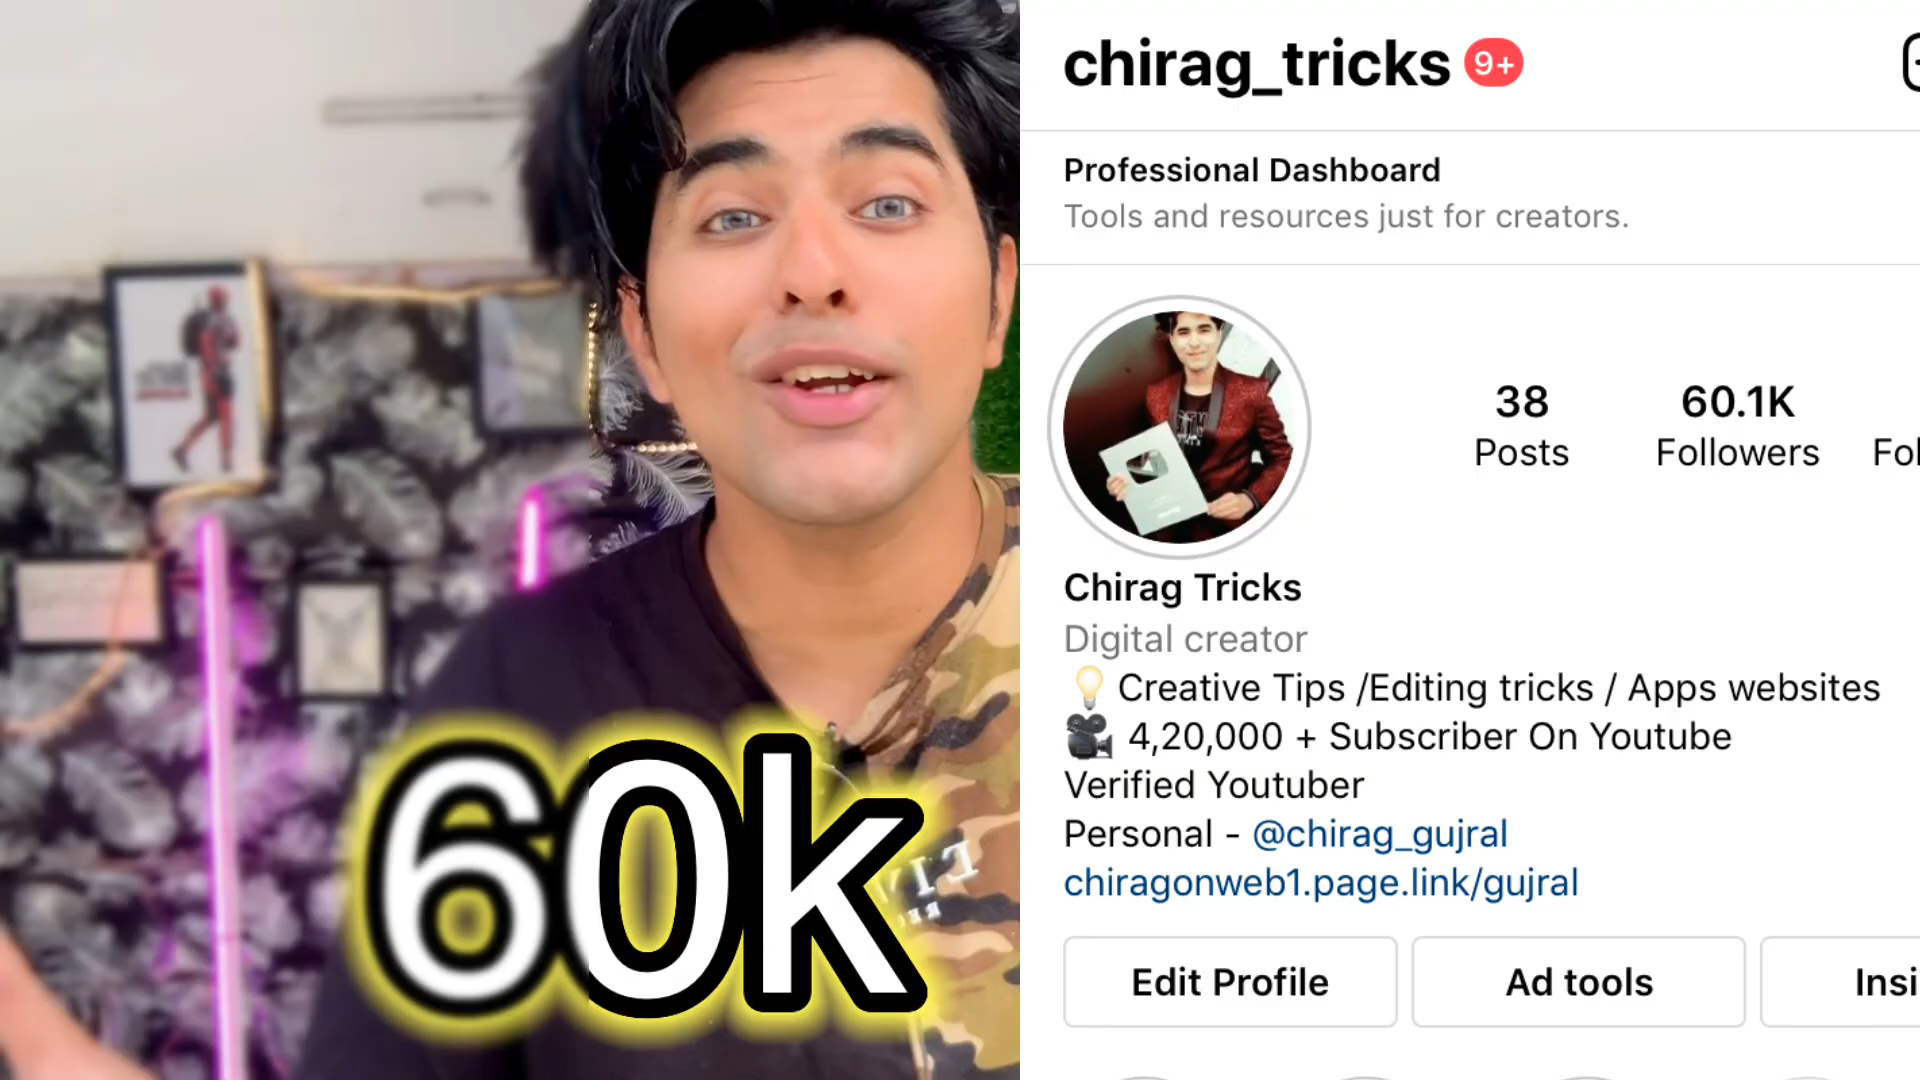 60k
chirag_tricks 9+
Professional Dashboard
Tools and resources just for creators.
38
Posts
60.1K
Followers
Fol
Chirag Tricks
Digital creator
💡 Creative Tips /Editing tricks / Apps websites
🎥 4,20,000 + Subscriber On Youtube
Verified Youtuber
Personal - @chirag_gujral
chiragonweb1.page.link/gujral
Edit Profile
Ad tools
Insi